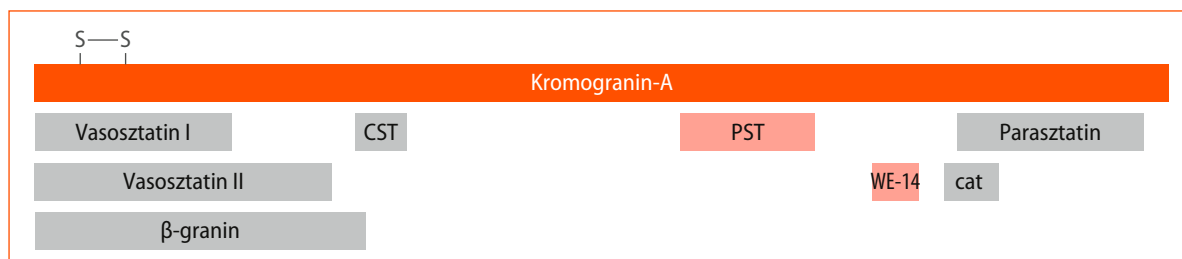 S—S
Kromogranin-A
Vasosztatin I CST PST Parasztatin
Vasosztatin II WE-14 cat
β-granin